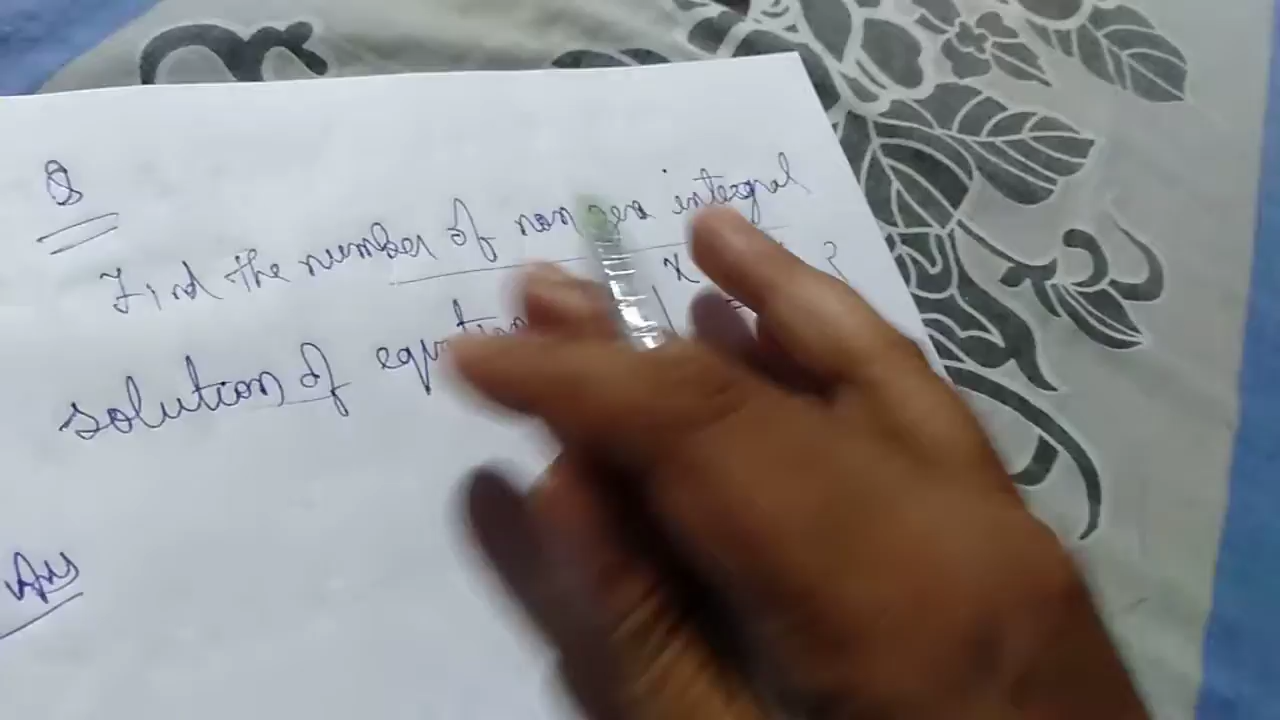 Q
Find the number of non zero integral
solution of equation x
Ans